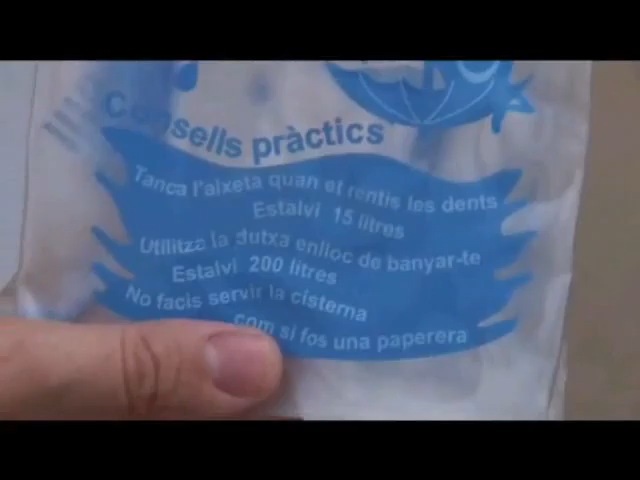 Consells pràctics
Tanca l'aixeta quan et rentis les dents
Estalvi 15 litres
Utilitza la dutxa enlloc de banyar-te
Estalvi 200 litres
No facis servir la cisterna
com si fos una paperera